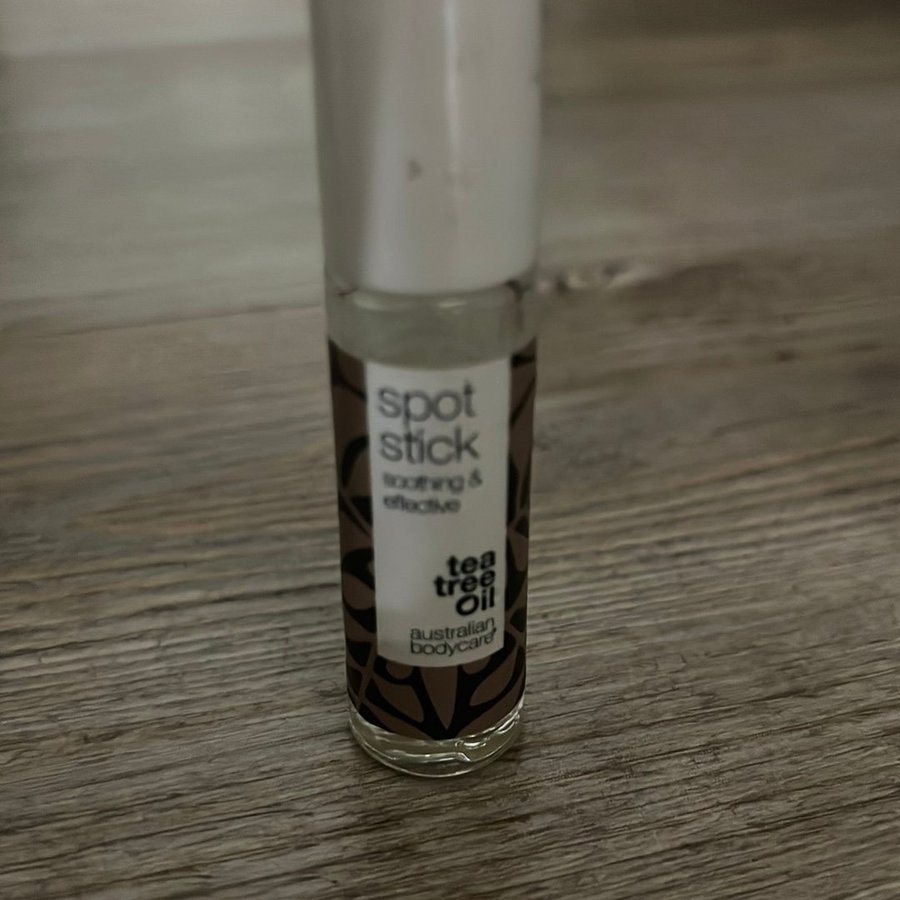 spot
stick
soothing &
effective
tea
tree
Oil
australian
bodycare®